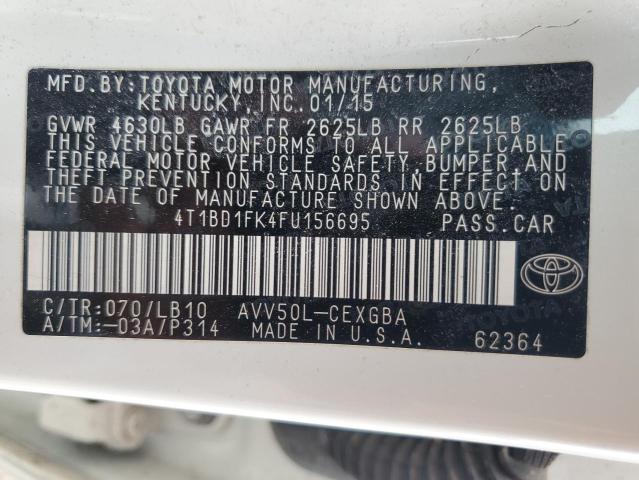 MFD.BY:TOYOTA MOTOR MANUFACTURING,
KENTUCKY,INC.01/15
GVWR 4630LB GAWR FR 2625LB RR 2625LB
THIS VEHICLE CONFORMS TO ALL APPLICABLE
FEDERAL MOTOR VEHICLE SAFETY,BUMPER AND
THEFT PREVENTION STANDARDS IN EFFECT ON
THE DATE OF MANUFACTURE SHOWN ABOVE.
4T1BD1FK4FU156695 PASS.CAR
C/TR:070/LB10 AVV50L-CEXGBA
A/TM:-03A/P314 MADE IN U.S.A. 62364